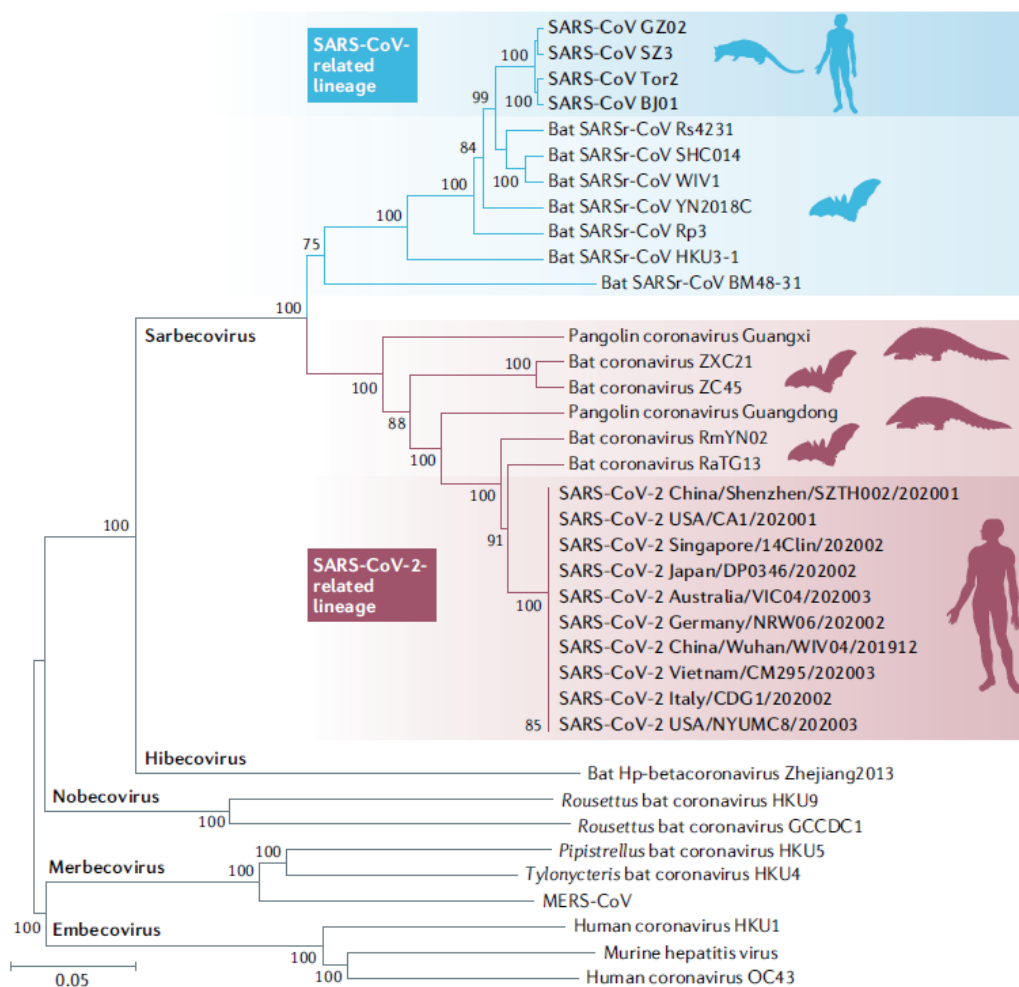 SARS-CoV-
related
lineage
100
SARS-CoV GZ02
SARS-CoV SZ3
SARS-CoV Tor2
100
SARS-CoV BJ01
99
Bat SARSr-CoV Rs4231
84
Bat SARSr-CoV SHC014
100
Bat SARSr-CoV WIV1
100
Bat SARSr-CoV YN2018C
100
Bat SARSr-CoV Rp3
75
Bat SARSr-CoV HKU3-1
Bat SARSr-CoV BM48-31
100
Sarbecovirus
Pangolin coronavirus Guangxi
100
Bat coronavirus ZXC21
100
Bat coronavirus ZC45
88
Pangolin coronavirus Guangdong
100
Bat coronavirus RmYN02
Bat coronavirus RaTG13
100
SARS-CoV-2 China/Shenzhen/SZTH002/202001
SARS-CoV-2 USA/CA1/202001
100
91
SARS-CoV-2 Singapore/14Clin/202002
SARS-CoV-2-
related
lineage
SARS-CoV-2 Japan/DP0346/202002
100
SARS-CoV-2 Australia/VIC04/202003
SARS-CoV-2 Germany/NRW06/202002
SARS-CoV-2 China/Wuhan/WIV04/201912
SARS-CoV-2 Vietnam/CM295/202003
SARS-CoV-2 Italy/CDG1/202002
85
SARS-CoV-2 USA/NYUMC8/202003
Hibecovirus
Bat Hp-betacoronavirus Zhejiang2013
Nobecovirus
Rousettus bat coronavirus HKU9
100
Rousettus bat coronavirus GCCDC1
Merbecovirus
100
Pipistrellus bat coronavirus HKU5
100
Tylonycteris bat coronavirus HKU4
MERS-CoV
100
Embecovirus
Human coronavirus HKU1
100
Murine hepatitis virus
100
Human coronavirus OC43
0.05